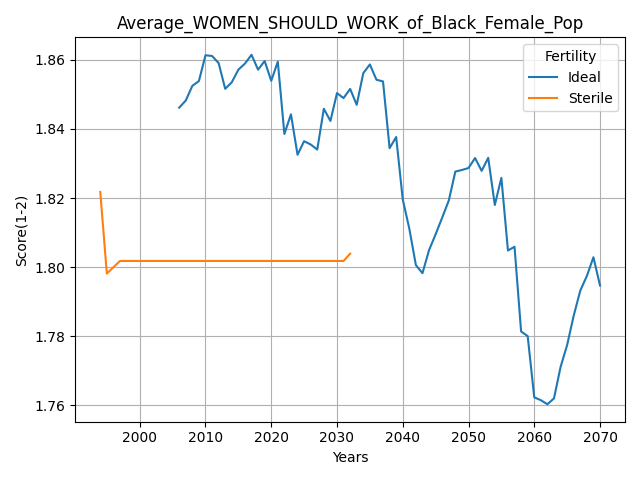 Average_WOMEN_SHOULD_WORK_of_Black_Female_Pop
Fertility
Ideal
Sterile
Score(1-2)
1.86
1.84
1.82
1.80
1.78
1.76
2000 2010 2020 2030 2040 2050 2060 2070
Years